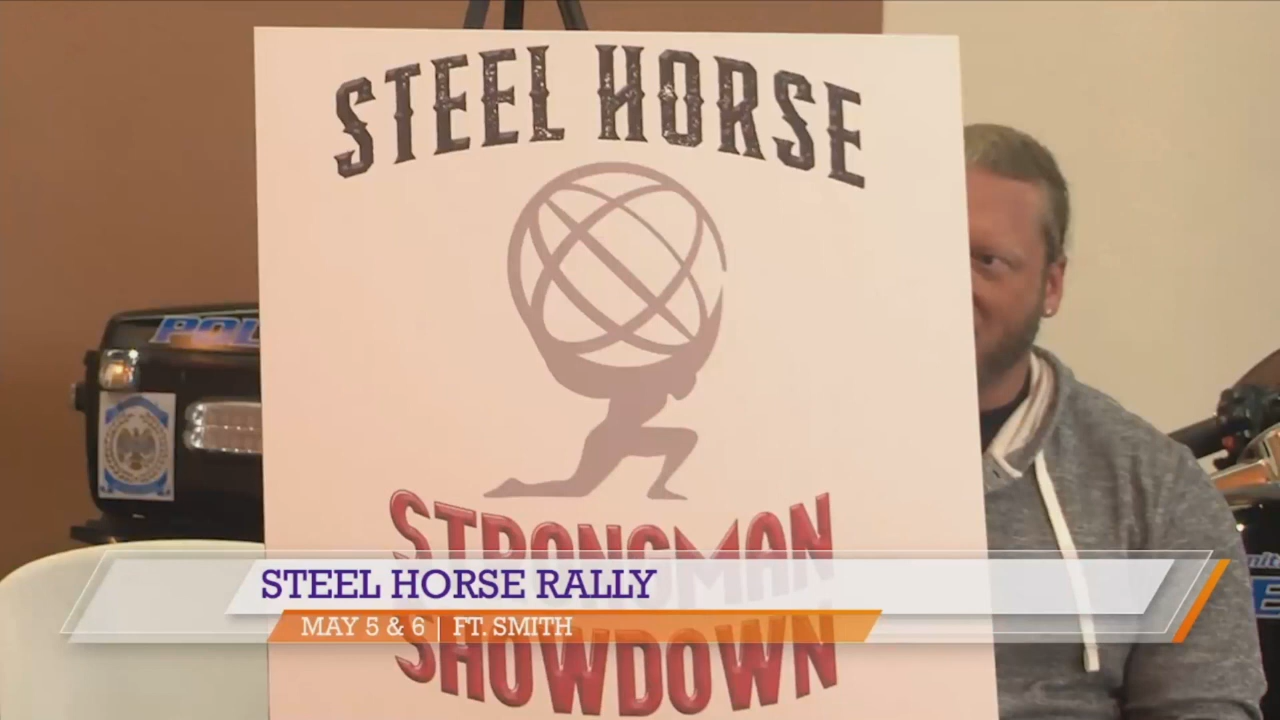 STEEL HORSE
STRONGMAN
SHOWDOWN
STEEL HORSE RALLY
MAY 5 & 6 | FT. SMITH